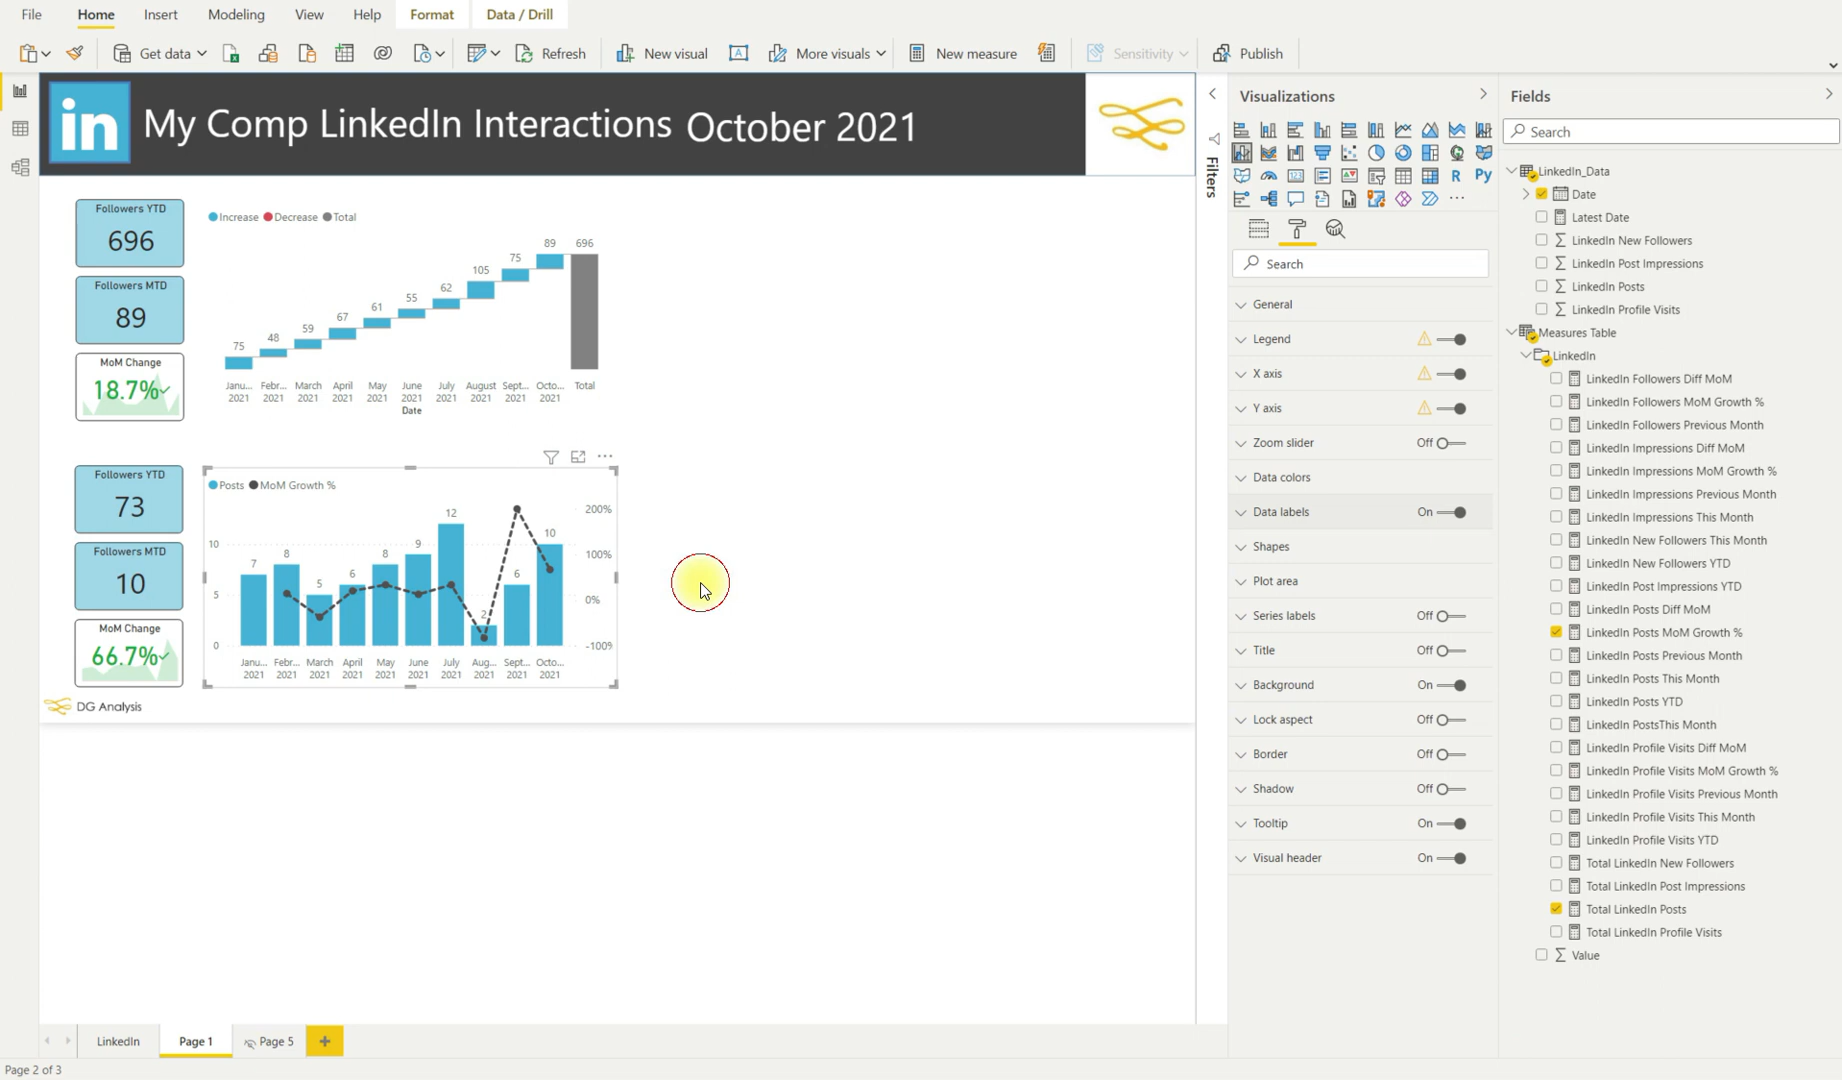 File Home Insert Modeling View Help Format Data / Drill
Get data Refresh New visual More visuals New measure Sensitivity Publish
in My Comp LinkedIn Interactions October 2021
Followers YTD
696
Followers MTD
89
MoM Change
18.7%
Increase Decrease Total
75 48 59 67 61 55 62 105 75 89 696
Janu... Febr... March April May June July August Sept... Octo... Total
2021 2021 2021 2021 2021 2021 2021 2021 2021 2021
Date
Followers YTD
73
Followers MTD
10
MoM Change
66.7%
Posts MoM Growth %
7 8 5 6 8 9 12 2 6 10
10
5
0
200%
100%
0%
-100%
Janu... Febr... March April May June July Aug... Sept... Octo...
2021 2021 2021 2021 2021 2021 2021 2021 2021 2021
DG Analysis
Filters
Visualizations
R Py
123
Search
General
Legend
X axis
Y axis
Zoom slider Off
Data colors
Data labels On
Shapes
Plot area
Series labels Off
Title Off
Background On
Lock aspect Off
Border Off
Shadow Off
Tooltip On
Visual header On
Fields
Search
LinkedIn_Data
Date
Latest Date
LinkedIn New Followers
LinkedIn Post Impressions
LinkedIn Posts
LinkedIn Profile Visits
Measures Table
LinkedIn
LinkedIn Followers Diff MoM
LinkedIn Followers MoM Growth %
LinkedIn Followers Previous Month
LinkedIn Impressions Diff MoM
LinkedIn Impressions MoM Growth %
LinkedIn Impressions Previous Month
LinkedIn Impressions This Month
LinkedIn New Followers This Month
LinkedIn New Followers YTD
LinkedIn Post Impressions YTD
LinkedIn Posts Diff MoM
LinkedIn Posts MoM Growth %
LinkedIn Posts Previous Month
LinkedIn Posts This Month
LinkedIn Posts YTD
LinkedIn PostsThis Month
LinkedIn Profile Visits Diff MoM
LinkedIn Profile Visits MoM Growth %
LinkedIn Profile Visits Previous Month
LinkedIn Profile Visits This Month
LinkedIn Profile Visits YTD
Total LinkedIn New Followers
Total LinkedIn Post Impressions
Total LinkedIn Posts
Total LinkedIn Profile Visits
Value
LinkedIn Page 1 Page 5
Page 2 of 3